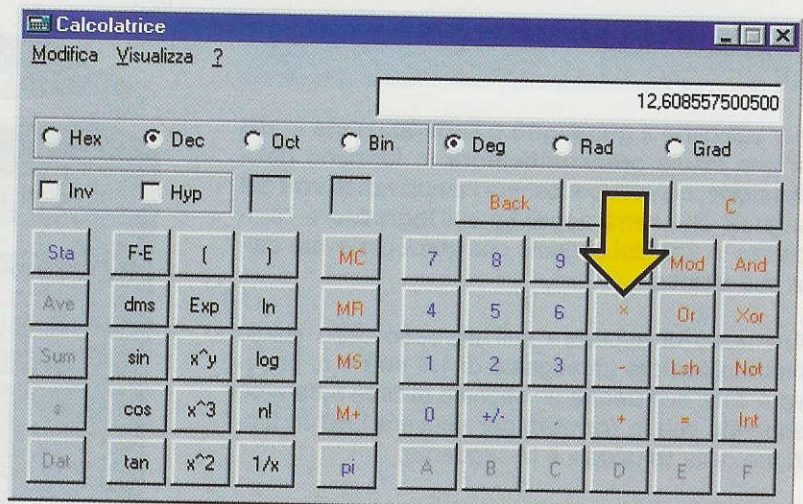 Calcolatrice
Modifica Visualizza ?
12,608557500500
Hex Dec Oct Bin Deg Rad Grad
Inv Hyp Back C
Sta F-E ( ) MC 7 8 9 Mod And
Ave dms Exp ln MR 4 5 6 × Or Xor
Sum sin x^y log MS 1 2 3 - Lsh Not
s cos x^3 n! M+ 0 +/- , + = Int
Dat tan x^2 1/x pi A B C D E F